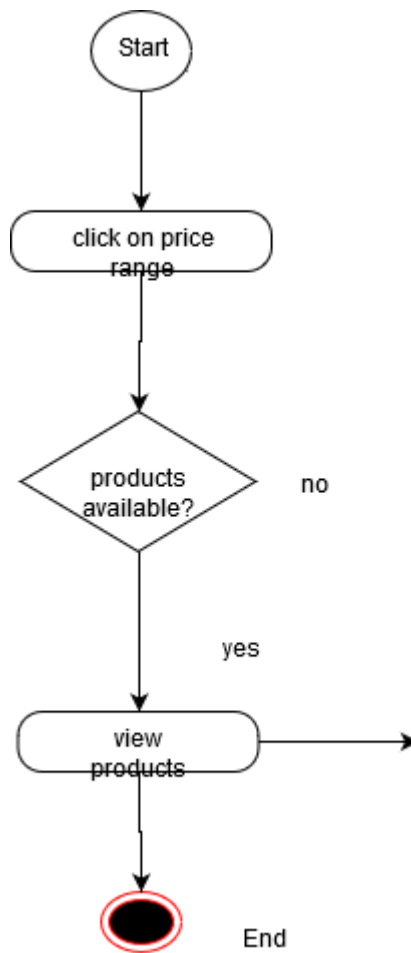 Start
click on price
range
products
available?
no
yes
view
products
End